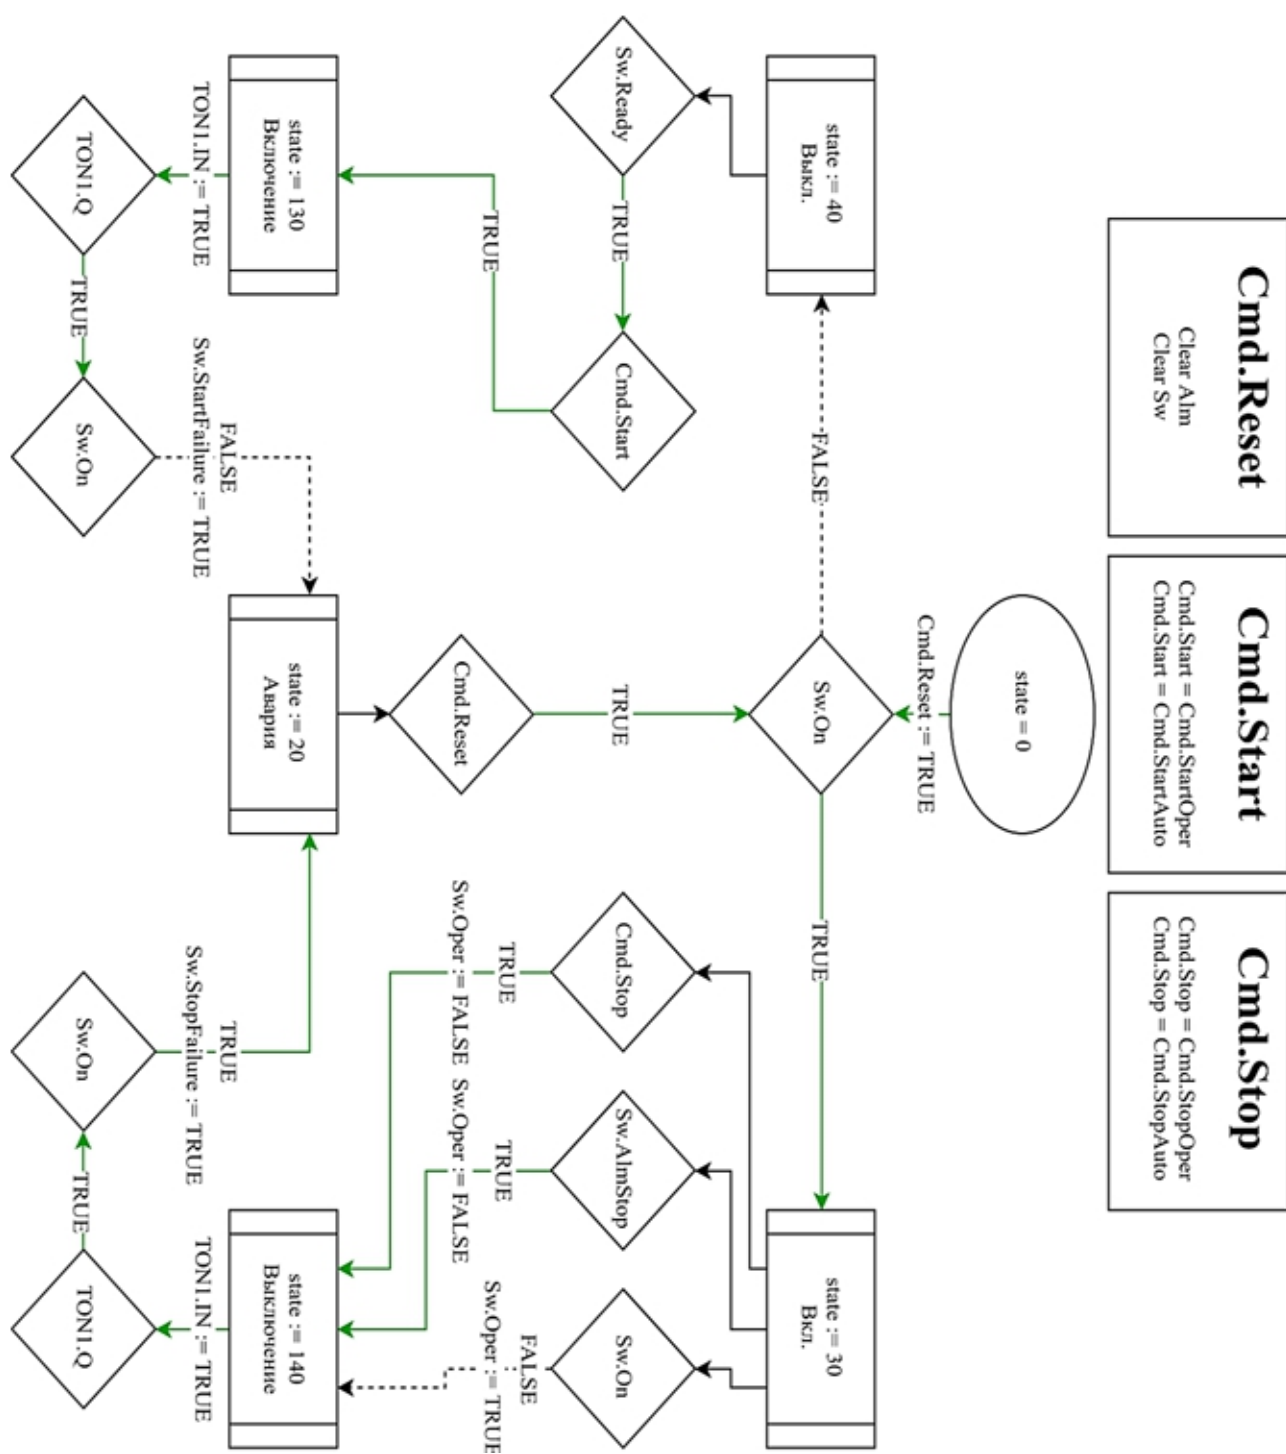 Cmd.Reset
Clear Alm
Clear Sw
Cmd.Start
Cmd.Start = Cmd.StartOper
Cmd.Start = Cmd.StartAuto
Cmd.Stop
Cmd.Stop = Cmd.StopOper
Cmd.Stop = Cmd.StopAuto
state = 0
Cmd.Reset := TRUE
Sw.On
FALSE
TRUE
state := 40
Выкл.
state := 30
Вкл.
Sw.Ready
TRUE
Cmd.Start
TRUE
Cmd.Stop
TRUE
Sw.Oper := FALSE
Sw.AlmStop
TRUE
Sw.Oper := FALSE
Sw.On
FALSE
Sw.Oper := TRUE
Cmd.Reset
TRUE
state := 130
Включение
TON1.IN := TRUE
state := 20
Авария
state := 140
Выключение
TON1.IN := TRUE
FALSE
Sw.StartFailure := TRUE
TRUE
Sw.StopFailure := TRUE
TON1.Q
TRUE
Sw.On
Sw.On
TRUE
TON1.Q